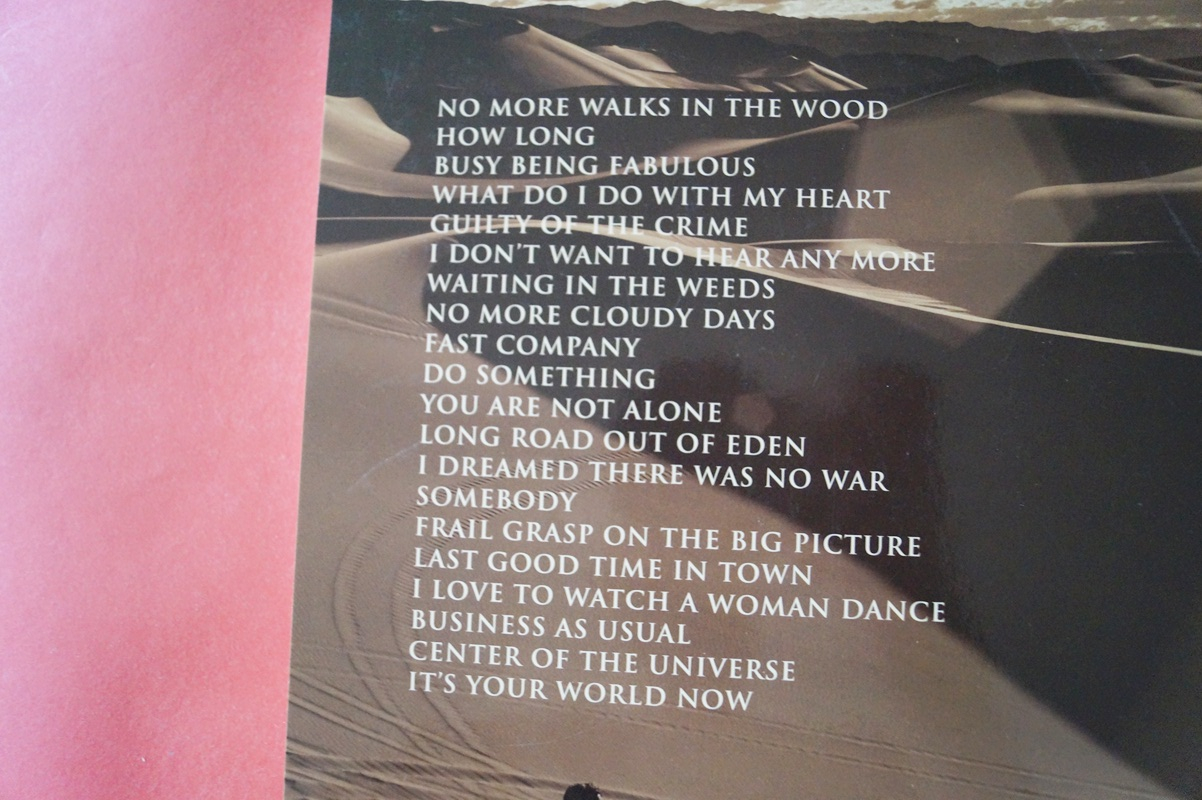 NO MORE WALKS IN THE WOOD
HOW LONG
BUSY BEING FABULOUS
WHAT DO I DO WITH MY HEART
GUILTY OF THE CRIME
I DON'T WANT TO HEAR ANY MORE
WAITING IN THE WEEDS
NO MORE CLOUDY DAYS
FAST COMPANY
DO SOMETHING
YOU ARE NOT ALONE
LONG ROAD OUT OF EDEN
I DREAMED THERE WAS NO WAR
SOMEBODY
FRAIL GRASP ON THE BIG PICTURE
LAST GOOD TIME IN TOWN
I LOVE TO WATCH A WOMAN DANCE
BUSINESS AS USUAL
CENTER OF THE UNIVERSE
IT'S YOUR WORLD NOW